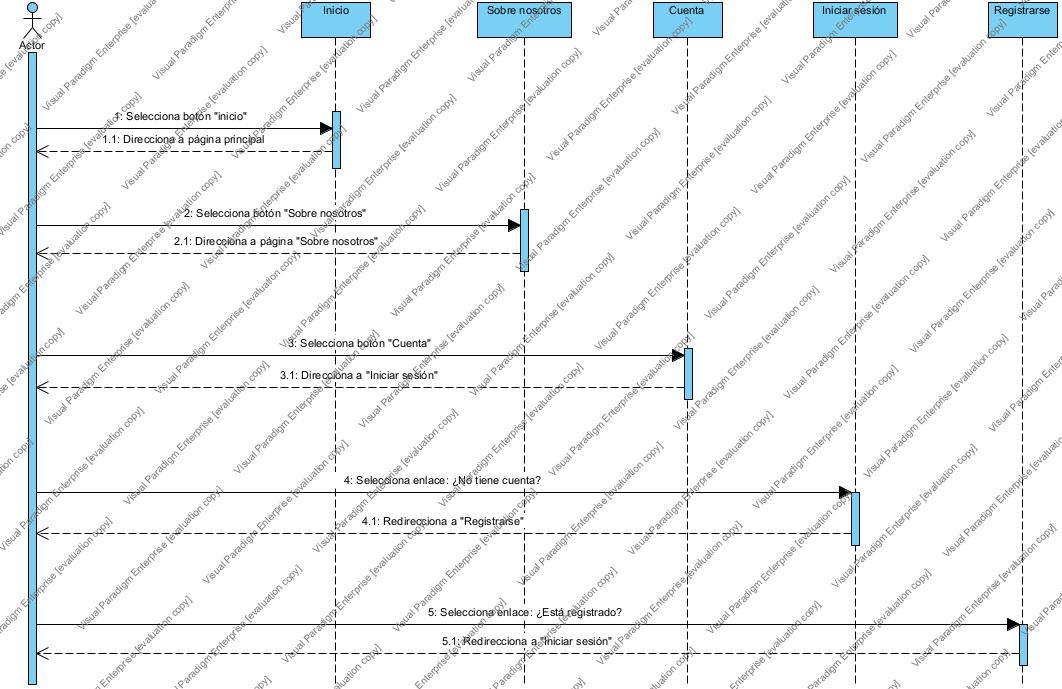 Inicio
Sobre nosotros
Cuenta
Iniciar sesión
Registrarse
Actor
1: Selecciona botón "inicio"
1.1: Direcciona a página principal
2: Selecciona botón "Sobre nosotros"
2.1: Direcciona a página "Sobre nosotros"
3: Selecciona botón "Cuenta"
3.1: Direcciona a "Iniciar sesión"
4: Selecciona enlace: ¿No tiene cuenta?
4.1: Redirecciona a "Registrarse"
5: Selecciona enlace: ¿Está registrado?
5.1: Redirecciona a "Iniciar sesión"
Visual Paradigm Enterprise [evaluation copy]